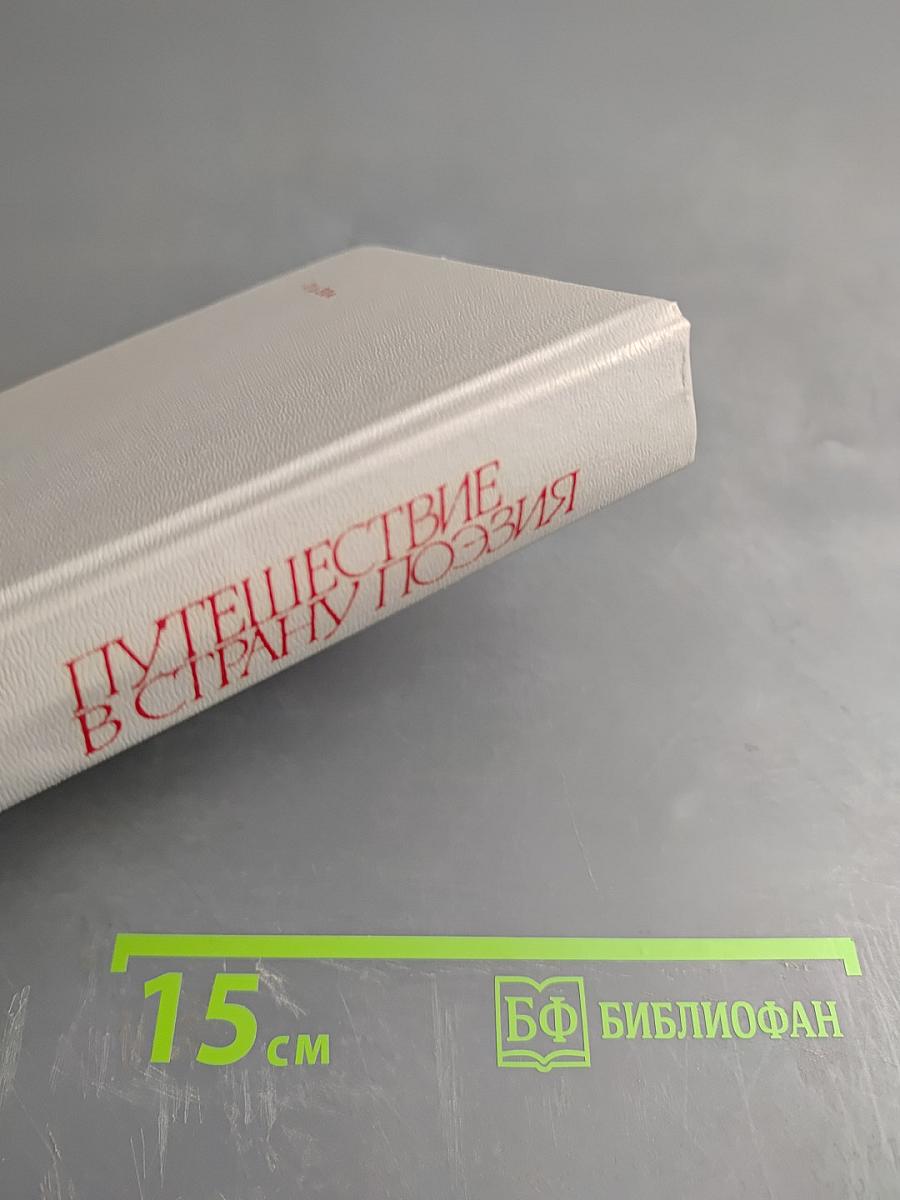 ПУТЕШЕСТВИЕ
В СТРАНУ ПОЭЗИЯ
15 см
БФ БИБЛИОФАН